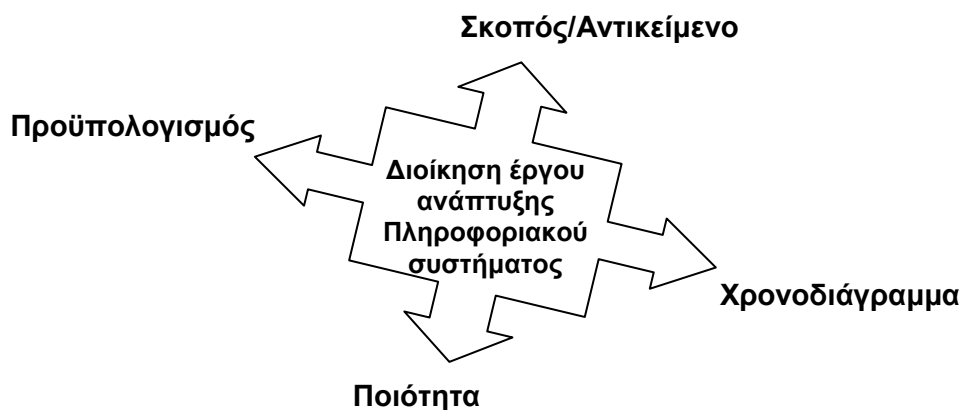 Σκοπός/Αντικείμενο
Προϋπολογισμός
Διοίκηση έργου
ανάπτυξης
Πληροφοριακού
συστήματος
Χρονοδιάγραμμα
Ποιότητα